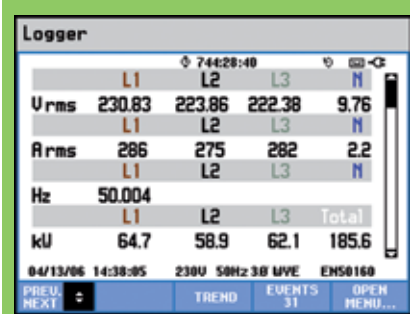 Logger
744:28:40
L1 L2 L3 N
Vrms 230.83 223.86 222.38 9.76
L1 L2 L3 N
Arms 286 275 282 2.2
L1 L2 L3 N
Hz 50.004
L1 L2 L3 Total
kW 64.7 58.9 62.1 185.6
04/13/06 14:38:05 230V 50Hz 3Ø WYE EN50160
PREV. NEXT TREND EVENTS 31 OPEN MENU...